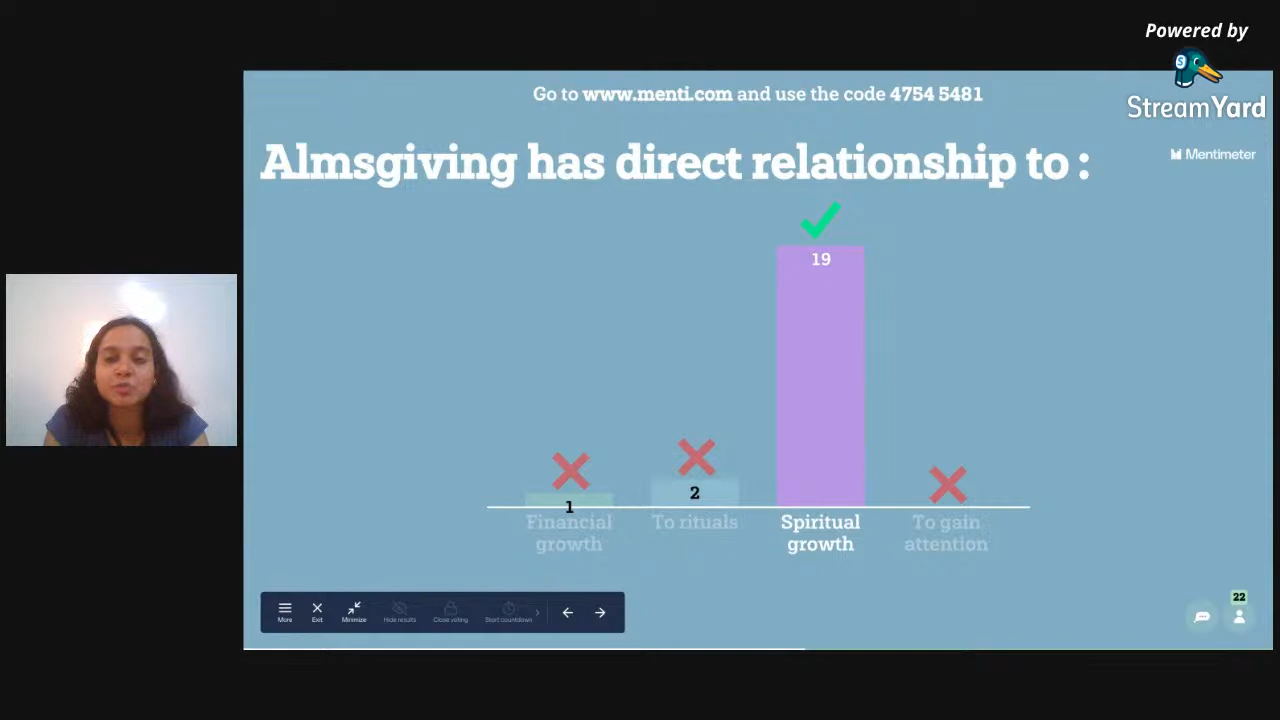 Powered by
StreamYard
Go to www.menti.com and use the code 4754 5481
Mentimeter
Almsgiving has direct relationship to :
19
1
2
Financial growth
To rituals
Spiritual growth
To gain attention
More
Exit
Minimize
Hide results
Close voting
Start countdown
22